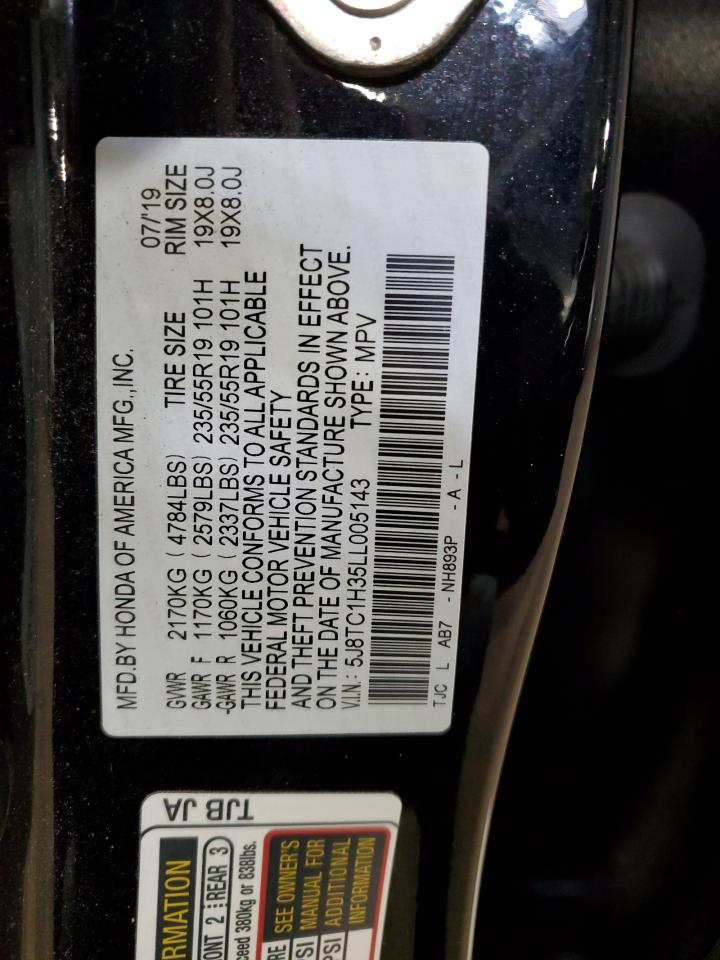 MFD.BY HONDA OF AMERICA MFG.,INC.
07/'19
GVWR 2170KG ( 4784LBS) TIRE SIZE RIM SIZE
GAWR F 1170KG ( 2579LBS) 235/55R19 101H 19X8.0J
-GAWR R 1060KG ( 2337LBS) 235/55R19 101H 19X8.0J
THIS VEHICLE CONFORMS TO ALL APPLICABLE
FEDERAL MOTOR VEHICLE SAFETY
AND THEFT PREVENTION STANDARDS IN EFFECT
ON THE DATE OF MANUFACTURE SHOWN ABOVE.
V.I.N.: 5J8TC1H35LL005143 TYPE: MPV
TJC L AB7 - NH893P - A - L
TJB JA
RMATION
ONT 2 REAR 3
ceed 380kg or 838lbs.
RE SEE OWNER'S
PSI MANUAL FOR
PSI ADDITIONAL
INFORMATION